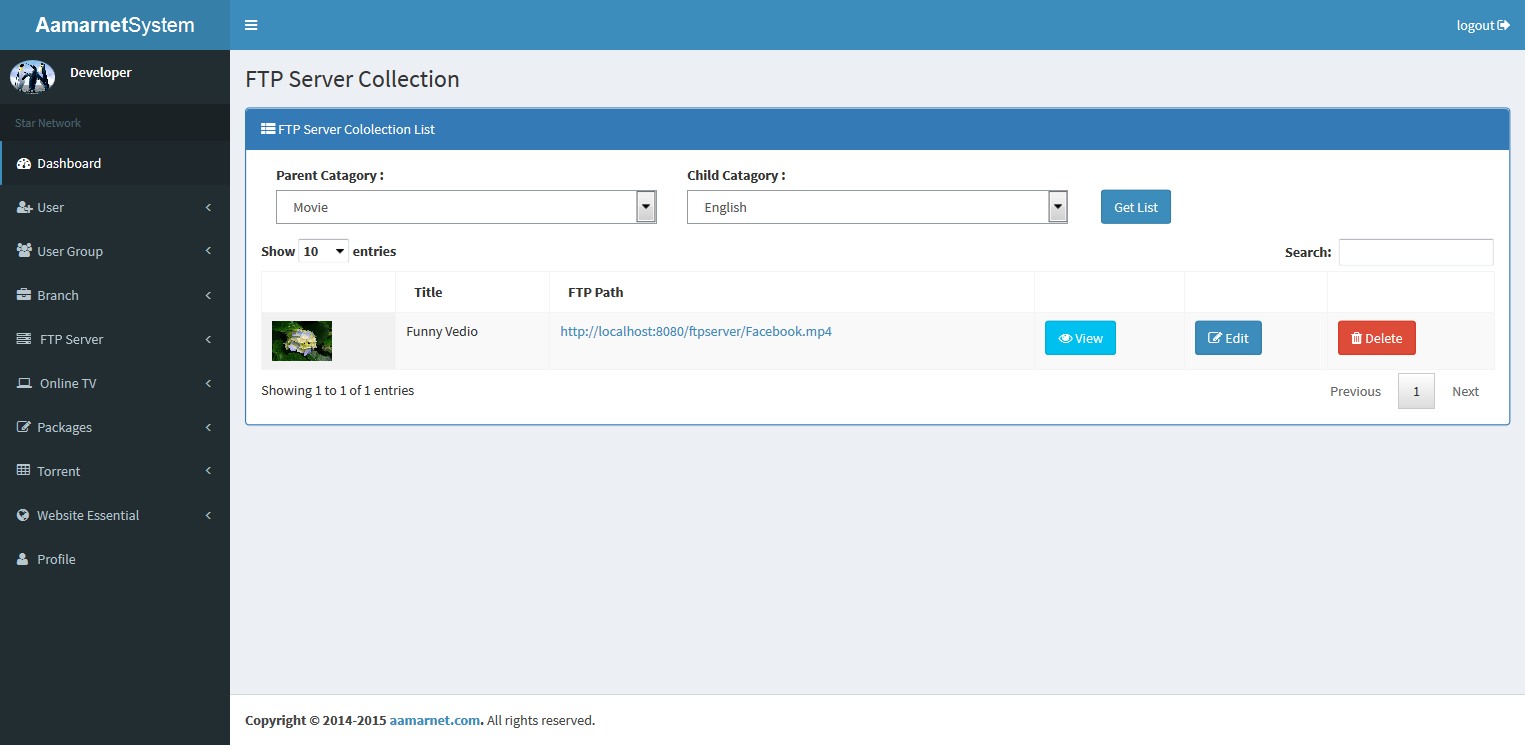 AamarnetSystem
logout
Developer
Star Network
Dashboard
User
User Group
Branch
FTP Server
Online TV
Packages
Torrent
Website Essential
Profile
FTP Server Collection
FTP Server Cololection List
Parent Catagory : Child Catagory :
Movie English Get List
Show 10 entries Search:
Title FTP Path
Funny Vedio http://localhost:8080/ftpserver/Facebook.mp4 View Edit Delete
Showing 1 to 1 of 1 entries Previous 1 Next
Copyright © 2014-2015 aamarnet.com. All rights reserved.